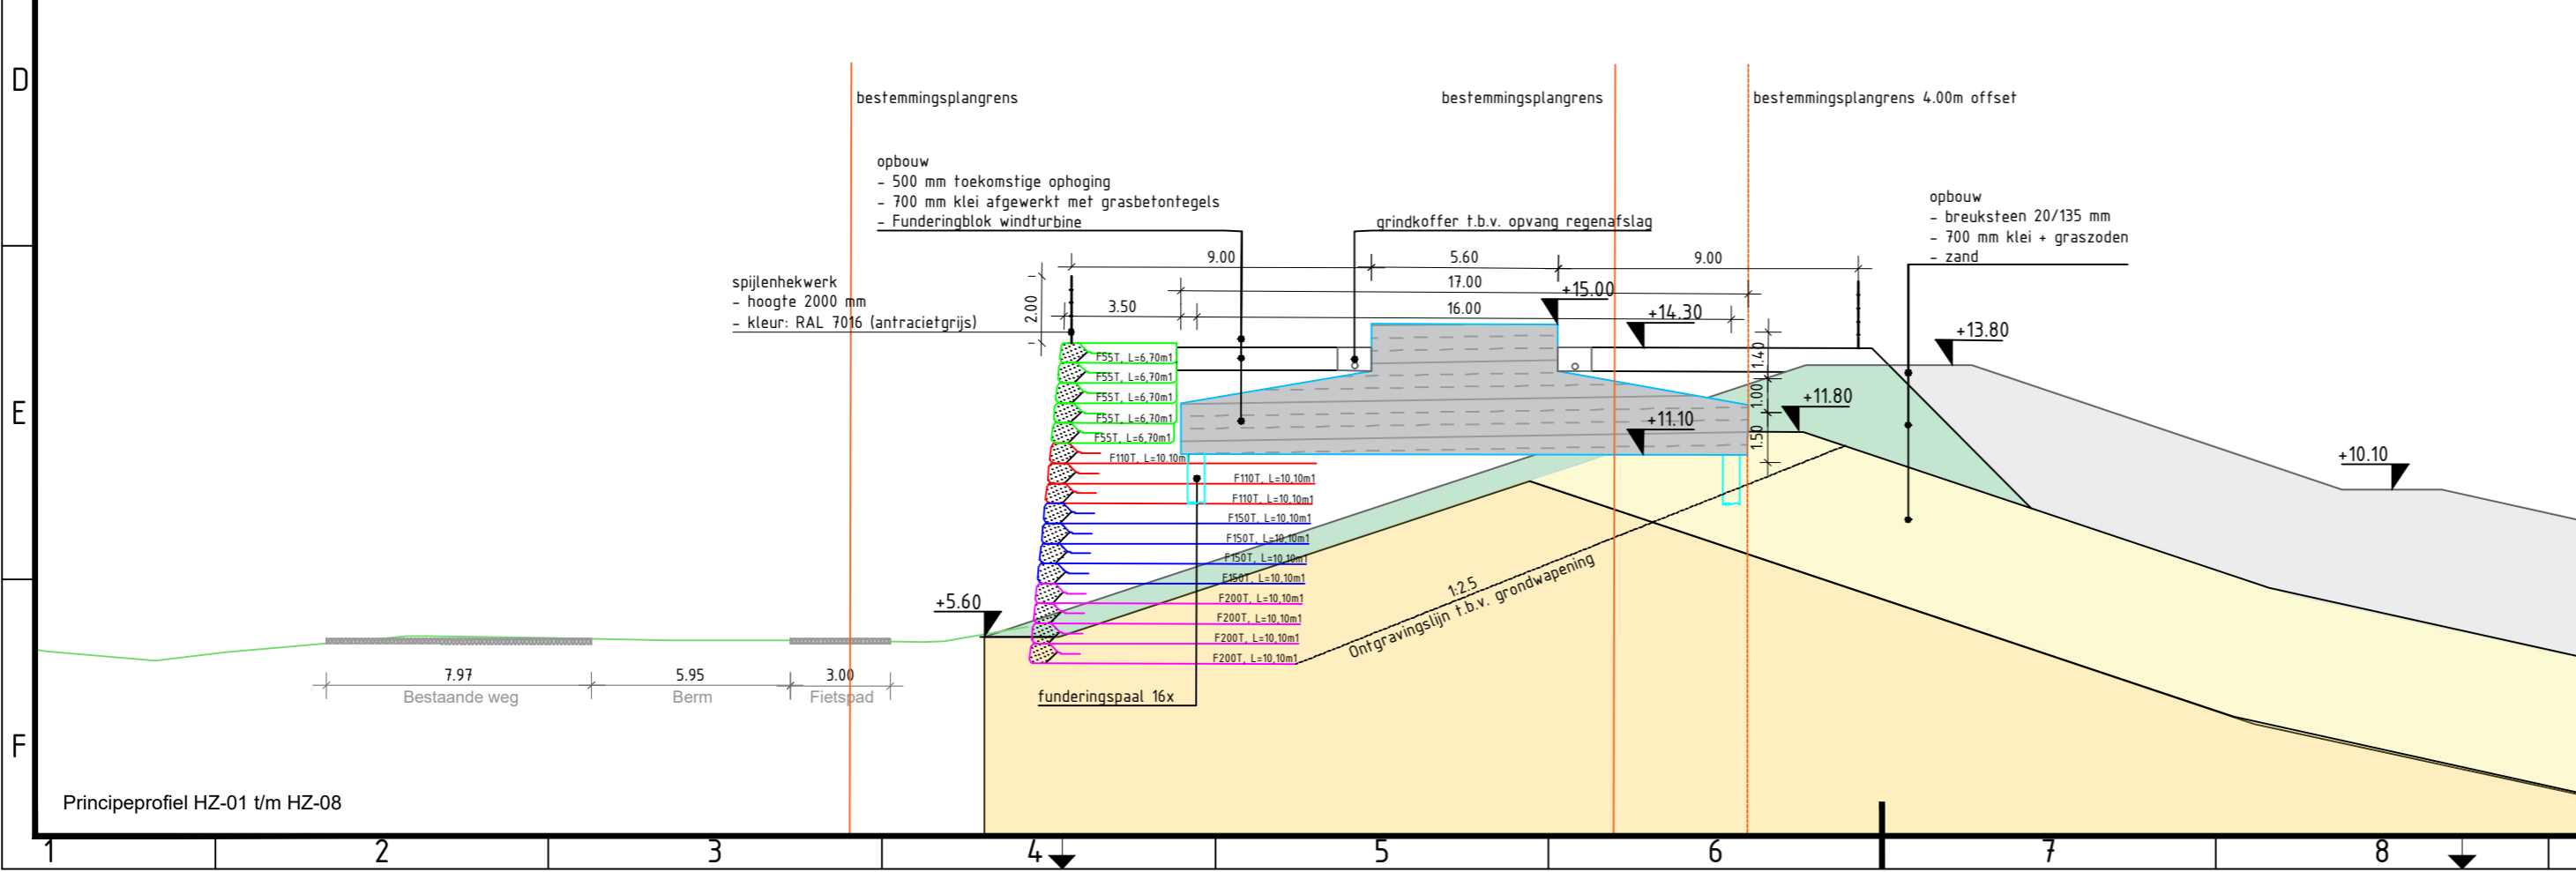 D
bestemmingsplangrens
bestemmingsplangrens
bestemmingsplangrens 4.00m offset
opbouw
- 500 mm toekomstige ophoging
- 700 mm klei afgewerkt met grasbetontegels
- Funderingblok windturbine
grindkoffer t.b.v. opvang regenafslag
opbouw
- breuksteen 20/135 mm
- 700 mm klei + graszoden
- zand
spijlenhekwerk
- hoogte 2000 mm
- kleur: RAL 7016 (antracietgrijs)
9.00
5.60
9.00
17.00
2.00
3.50
16.00
+15.00
+14.30
+13.80
1.40
1.00
1.50
+11.80
+11.10
+10.10
E
F55T, L=6,70m1
F55T, L=6,70m1
F55T, L=6,70m1
F55T, L=6,70m1
F55T, L=6,70m1
F110T, L=10,10m1
F110T, L=10,10m1
F110T, L=10,10m1
F150T, L=10,10m1
F150T, L=10,10m1
F150T, L=10,10m1
F150T, L=10,10m1
F200T, L=10,10m1
F200T, L=10,10m1
F200T, L=10,10m1
F200T, L=10,10m1
1:2.5
Ontgravingslijn t.b.v. grondwapening
+5.60
7.97
5.95
3.00
Bestaande weg
Berm
Fietspad
funderingspaal 16x
F
Principeprofiel HZ-01 t/m HZ-08
1
2
3
4
5
6
7
8